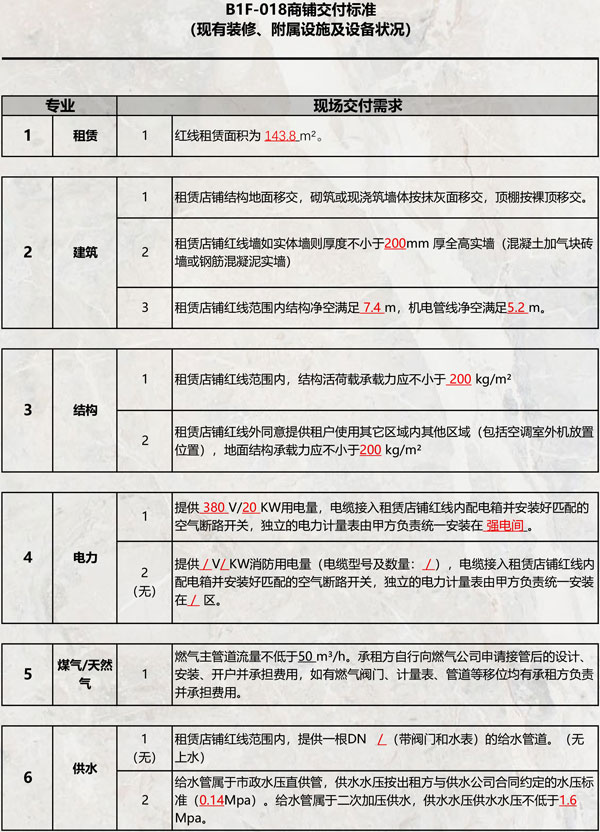 B1F-018商铺交付标准
（现有装修、附属设施及设备状况）
专业 现场交付需求
1 租赁 1 红线租赁面积为 143.8 m²。
2 建筑
1 租赁店铺结构地面移交，砌筑或现浇筑墙体按抹灰面移交，顶棚按裸顶移交。
2 租赁店铺红线墙如实体墙则厚度不小于200mm 厚全高实墙（混凝土加气块砖
墙或钢筋混凝泥实墙）
3 租赁店铺红线范围内结构净空满足 7.4 m，机电管线净空满足5.2 m。
3 结构
1 租赁店铺红线范围内，结构活荷载承载力应不小于 200 kg/m²
2 租赁店铺红线外同意提供租户使用其它区域内其他区域（包括空调室外机放置
位置），地面结构承载力应不小于200 kg/m²
4 电力
1 提供 380 V/20 KW用电量，电缆接入租赁店铺红线内配电箱并安装好匹配的
空气断路开关，独立的电力计量表由甲方负责统一安装在 强电间 。
2
（无）
提供 / V/ KW消防用电量（电缆型号及数量： / ），电缆接入租赁店铺红线内
配电箱并安装好匹配的空气断路开关，独立的电力计量表由甲方负责统一安装
在 / 区。
5 煤气/天然
气
1 燃气主管道流量不低于50 m³/h。承租方自行向燃气公司申请接管后的设计、
安装、开户并承担费用，如有燃气阀门、计量表、管道等移位均有承租方负责
并承担费用。
6 供水
1
（无）
租赁店铺红线范围内，提供一根DN / （带阀门和水表）的给水管道。（无
上水）
2 给水管属于市政水压直供管，供水水压按出租方与供水公司合同约定的水压标
准（0.14Mpa）。给水管属于二次加压供水，供水水压供水水压不低于1.6
Mpa。